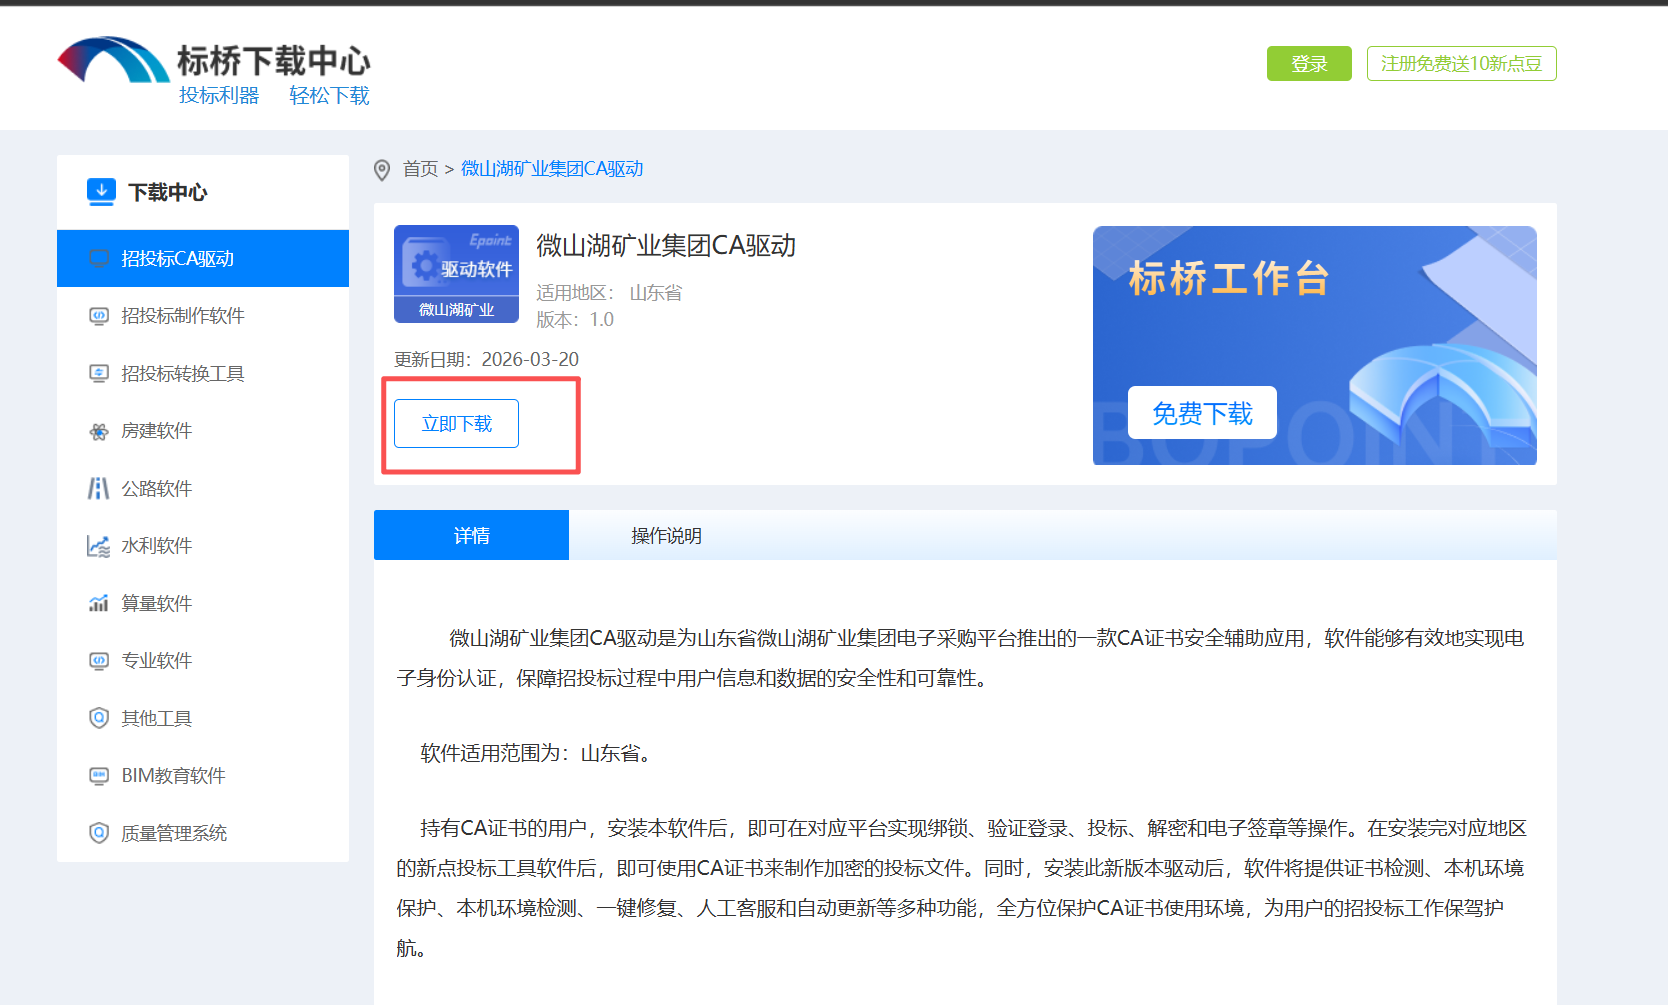 标桥下载中心
投标利器 轻松下载
登录
注册免费送10新点豆
下载中心
招投标CA驱动
招投标制作软件
招投标转换工具
房建软件
公路软件
水利软件
算量软件
专业软件
其他工具
BIM教育软件
质量管理系统
首页 > 微山湖矿业集团CA驱动
Epoint
驱动软件
微山湖矿业
微山湖矿业集团CA驱动
适用地区： 山东省
版本：1.0
更新日期：2026-03-20
立即下载
标桥工作台
免费下载
BOPOINT
详情
操作说明
微山湖矿业集团CA驱动是为山东省微山湖矿业集团电子采购平台推出的一款CA证书安全辅助应用，软件能够有效地实现电
子身份认证，保障招投标过程中用户信息和数据的安全性和可靠性。
软件适用范围为：山东省。
持有CA证书的用户，安装本软件后，即可在对应平台实现绑锁、验证登录、投标、解密和电子签章等操作。在安装完对应地区
的新点投标工具软件后，即可使用CA证书来制作加密的投标文件。同时，安装此新版本驱动后，软件将提供证书检测、本机环境
保护、本机环境检测、一键修复、人工客服和自动更新等多种功能，全方位保护CA证书使用环境，为用户的招投标工作保驾护
航。